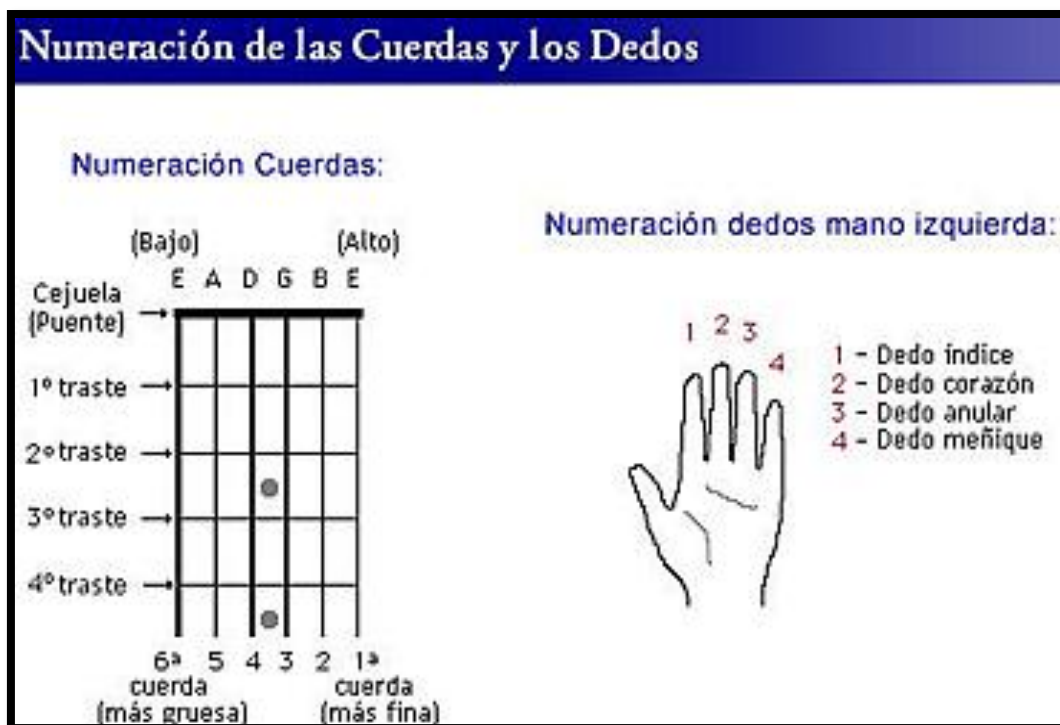 Numeración de las Cuerdas y los Dedos
Numeración Cuerdas:
(Bajo) (Alto)
E A D G B E
Cejuela
(Puente)
1º traste
2º traste
3º traste
4º traste
6ª 5 4 3 2 1ª
cuerda cuerda
(más gruesa) (más fina)
Numeración dedos mano izquierda:
1 2 3 4
1 - Dedo índice
2 - Dedo corazón
3 - Dedo anular
4 - Dedo meñique